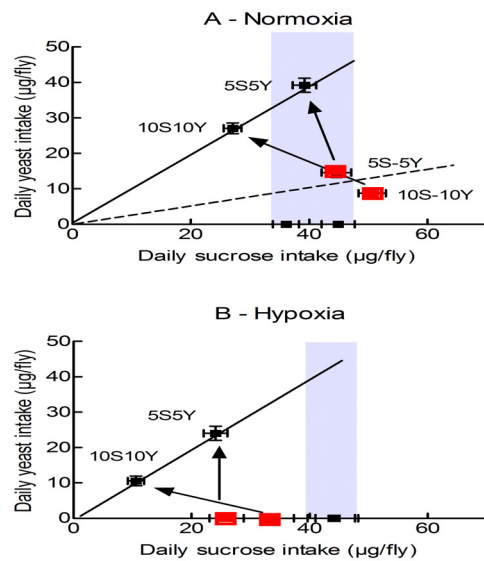 A - Normoxia
Daily yeast intake (µg/fly)
50
40
30
20
10
0
5S5Y
10S10Y
5S-5Y
10S-10Y
0
20
40
60
Daily sucrose intake (µg/fly)
B - Hypoxia
Daily yeast intake (µg/fly)
50
40
30
20
10
0
5S5Y
10S10Y
0
20
40
60
Daily sucrose intake (µg/fly)